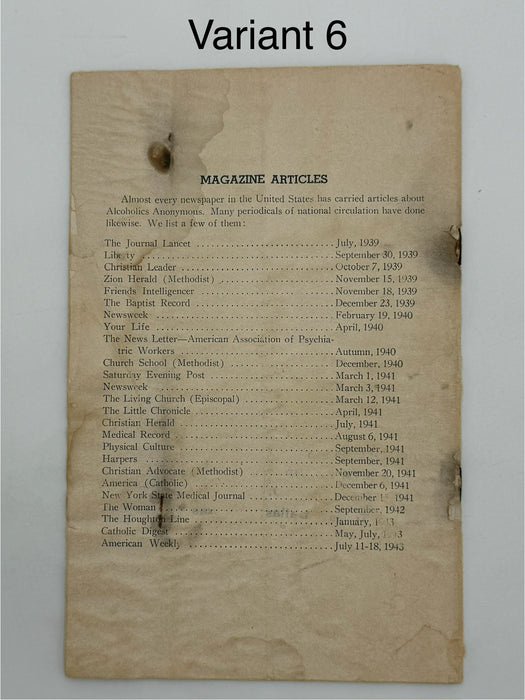 Variant 6
MAGAZINE ARTICLES
Almost every newspaper in the United States has carried articles about
Alcoholics Anonymous. Many periodicals of national circulation have done
likewise. We list a few of them:
The Journal Lancet ........ July, 1939
Liberty ........ September 30, 1939
Christian Leader ........ October 7, 1939
Zion Herald (Methodist) ........ November 15, 1939
Friends Intelligencer ........ November 18, 1939
The Baptist Record ........ December 23, 1939
Newsweek ........ February 19, 1940
Your Life ........ April, 1940
The News Letter—American Association of Psychia-
tric Workers ........ Autumn, 1940
Church School (Methodist) ........ December, 1940
Saturday Evening Post ........ March 1, 1941
Newsweek ........ March 3, 1941
The Living Church (Episcopal) ........ March 12, 1941
The Little Chronicle ........ April, 1941
Christian Herald ........ July, 1941
Medical Record ........ August 6, 1941
Physical Culture ........ September, 1941
Harpers ........ September, 1941
Christian Advocate (Methodist) ........ November 20, 1941
America (Catholic) ........ December 6, 1941
New York State Medical Journal ........ December 1941
The Woman ........ September, 1942
The Houghton Line ........ January,
Catholic Digest ........ May, July,
American Weekly ........ July 11-18, 1943